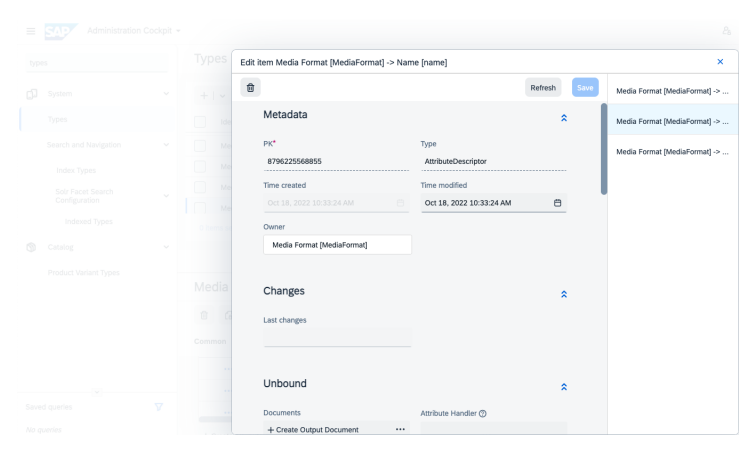 SAP Administration Cockpit
Types
Types
System
Types
Search and Navigation
Index Types
Solr Facet Search
Configuration
Indexed Types
Catalog
Product Variant Types
Saved queries
No queries
Media
Common
Edit item Media Format [MediaFormat] -> Name [name]
Refresh
Save
Metadata
PK*
Type
8796225568855
AttributeDescriptor
Time created
Time modified
Oct 18, 2022 10:33:24 AM
Oct 18, 2022 10:33:24 AM
Owner
Media Format [MediaFormat]
Changes
Last changes
Unbound
Documents
Attribute Handler
+ Create Output Document
•••
Media Format [MediaFormat] -> ...
Media Format [MediaFormat] -> ...
Media Format [MediaFormat] -> ...